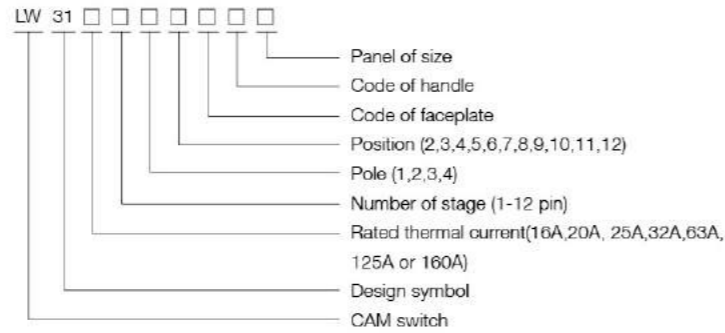 LW 31 □ □ □ □ □ □ □
Panel of size
Code of handle
Code of faceplate
Position (2,3,4,5,6,7,8,9,10,11,12)
Pole (1,2,3,4)
Number of stage (1-12 pin)
Rated thermal current(16A,20A, 25A,32A,63A,
125A or 160A)
Design symbol
CAM switch